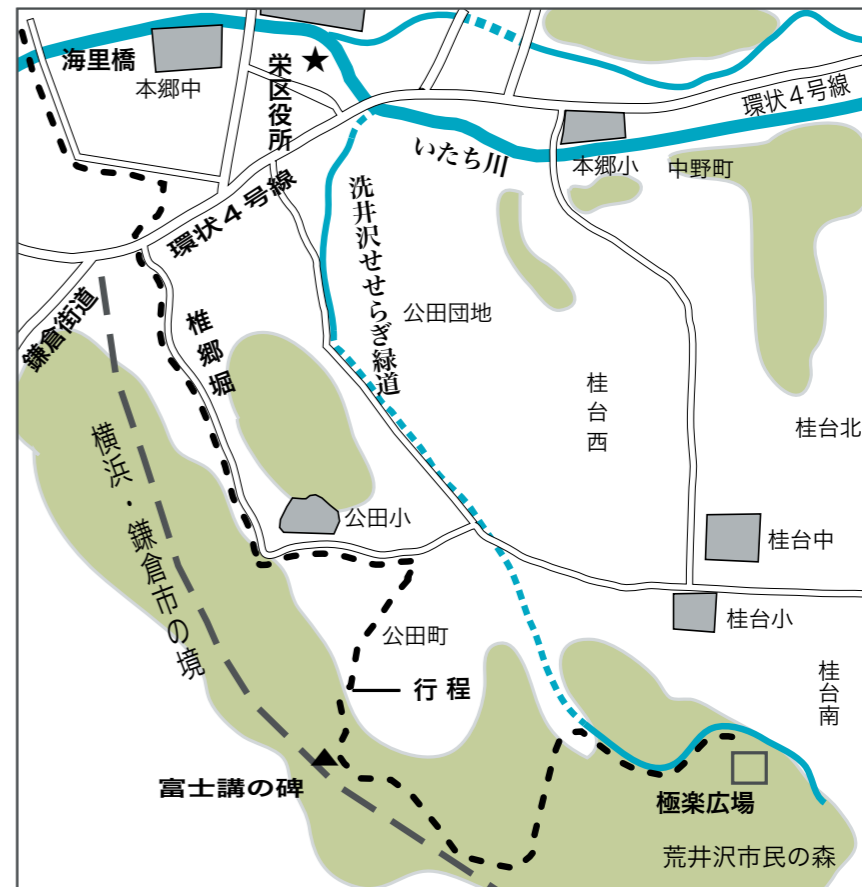 海里橋
本郷中
栄区役所
★
環状４号線
いたち川
本郷小
中野町
環状４号線
洗井沢せせらぎ緑道
鎌倉街道
椎郷堀
公田団地
桂台西
桂台北
横浜・鎌倉市の境
公田小
桂台中
桂台小
公田町
行程
桂台南
富士講の碑
極楽広場
荒井沢市民の森